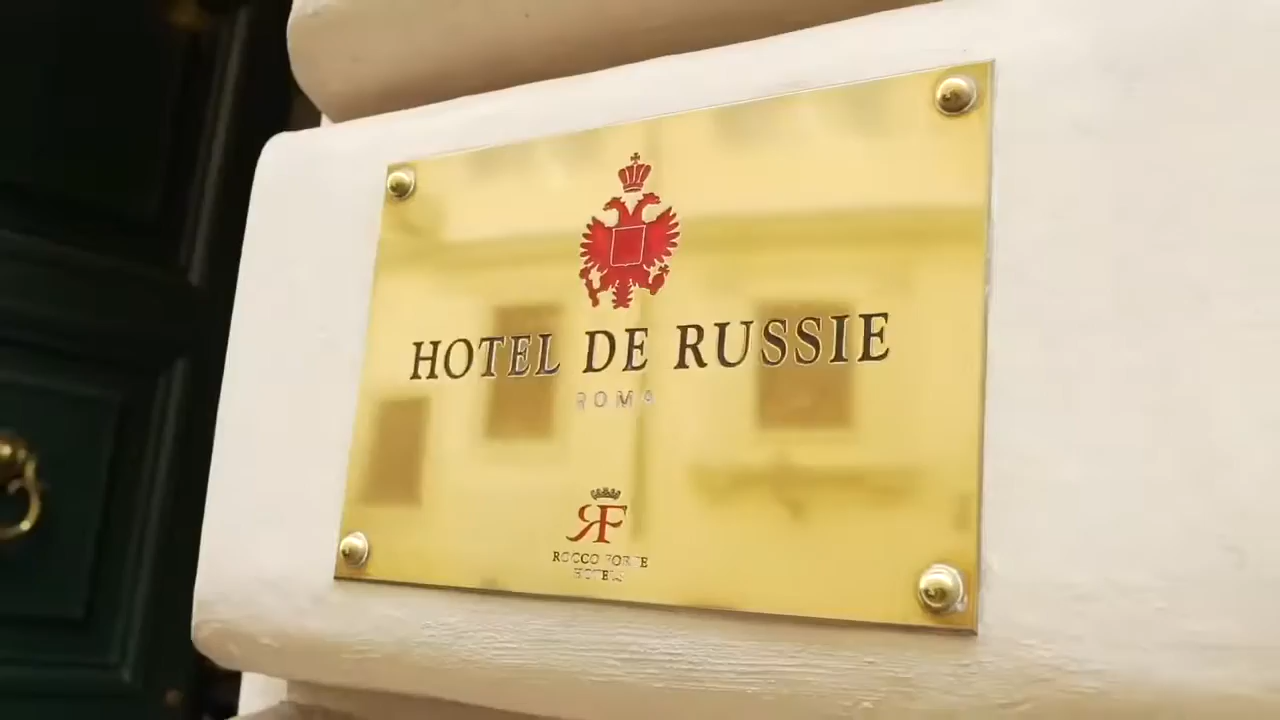 HOTEL DE RUSSIE
ROMA
RF
ROCCO FORTE
HOTELS